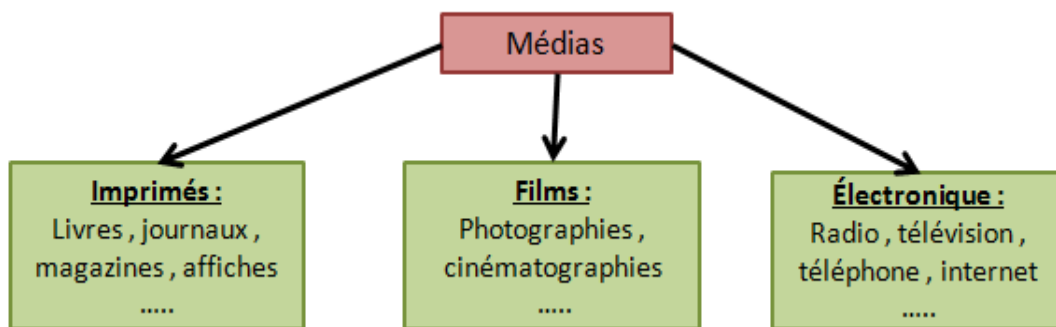 Médias
Imprimés :
Livres , journaux ,
magazines , affiches
.....
Films :
Photographies ,
cinématographies
.....
Électronique :
Radio , télévision ,
téléphone , internet
.....